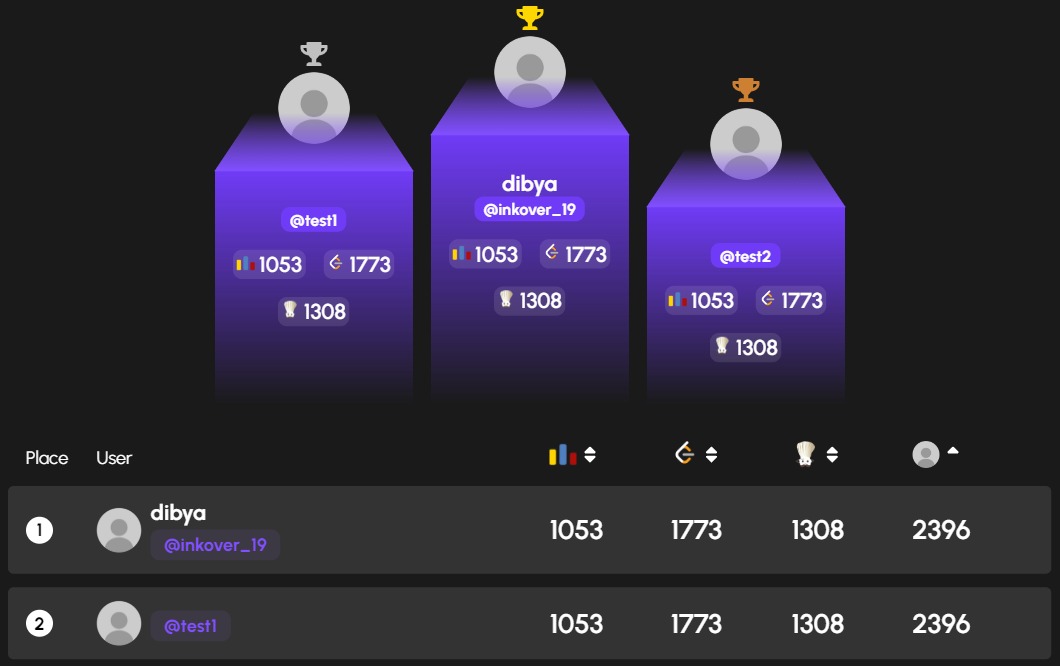 dibya
@inkover_19
1053 1773
1308
@test1
1053 1773
1308
@test2
1053 1773
1308
Place User
1 dibya 1053 1773 1308 2396
@inkover_19
2 @test1 1053 1773 1308 2396